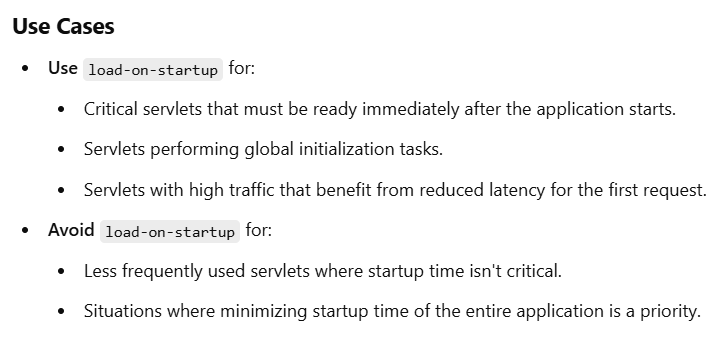 Use Cases
• Use load-on-startup for:
• Critical servlets that must be ready immediately after the application starts.
• Servlets performing global initialization tasks.
• Servlets with high traffic that benefit from reduced latency for the first request.
• Avoid load-on-startup for:
• Less frequently used servlets where startup time isn't critical.
• Situations where minimizing startup time of the entire application is a priority.